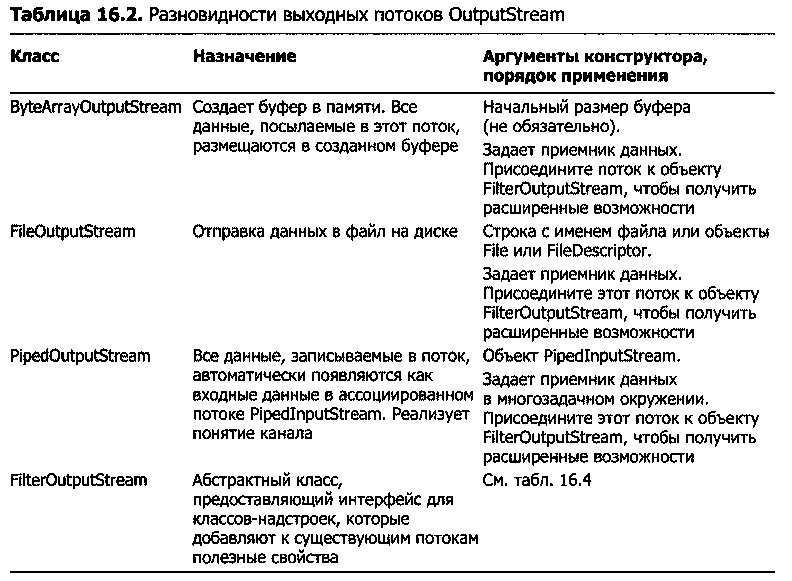 Таблица 16.2. Разновидности выходных потоков OutputStream
Класс
Назначение
Аргументы конструктора,
порядок применения
ByteArrayOutputStream
Создает буфер в памяти. Все
данные, посылаемые в этот поток,
размещаются в созданном буфере
Начальный размер буфера
(не обязательно).
Задает приемник данных.
Присоедините поток к объекту
FilterOutputStream, чтобы получить
расширенные возможности
FileOutputStream
Отправка данных в файл на диске
Строка с именем файла или объекты
File или FileDescriptor.
Задает приемник данных.
Присоедините этот поток к объекту
FilterOutputStream, чтобы получить
расширенные возможности
PipedOutputStream
Все данные, записываемые в поток,
автоматически появляются как
входные данные в ассоциированном
потоке PipedInputStream. Реализует
понятие канала
Объект PipedInputStream.
Задает приемник данных
в многозадачном окружении.
Присоедините этот поток к объекту
FilterOutputStream, чтобы получить
расширенные возможности
FilterOutputStream
Абстрактный класс,
предоставляющий интерфейс для
классов-надстроек, которые
добавляют к существующим потокам
полезные свойства
См. табл. 16.4